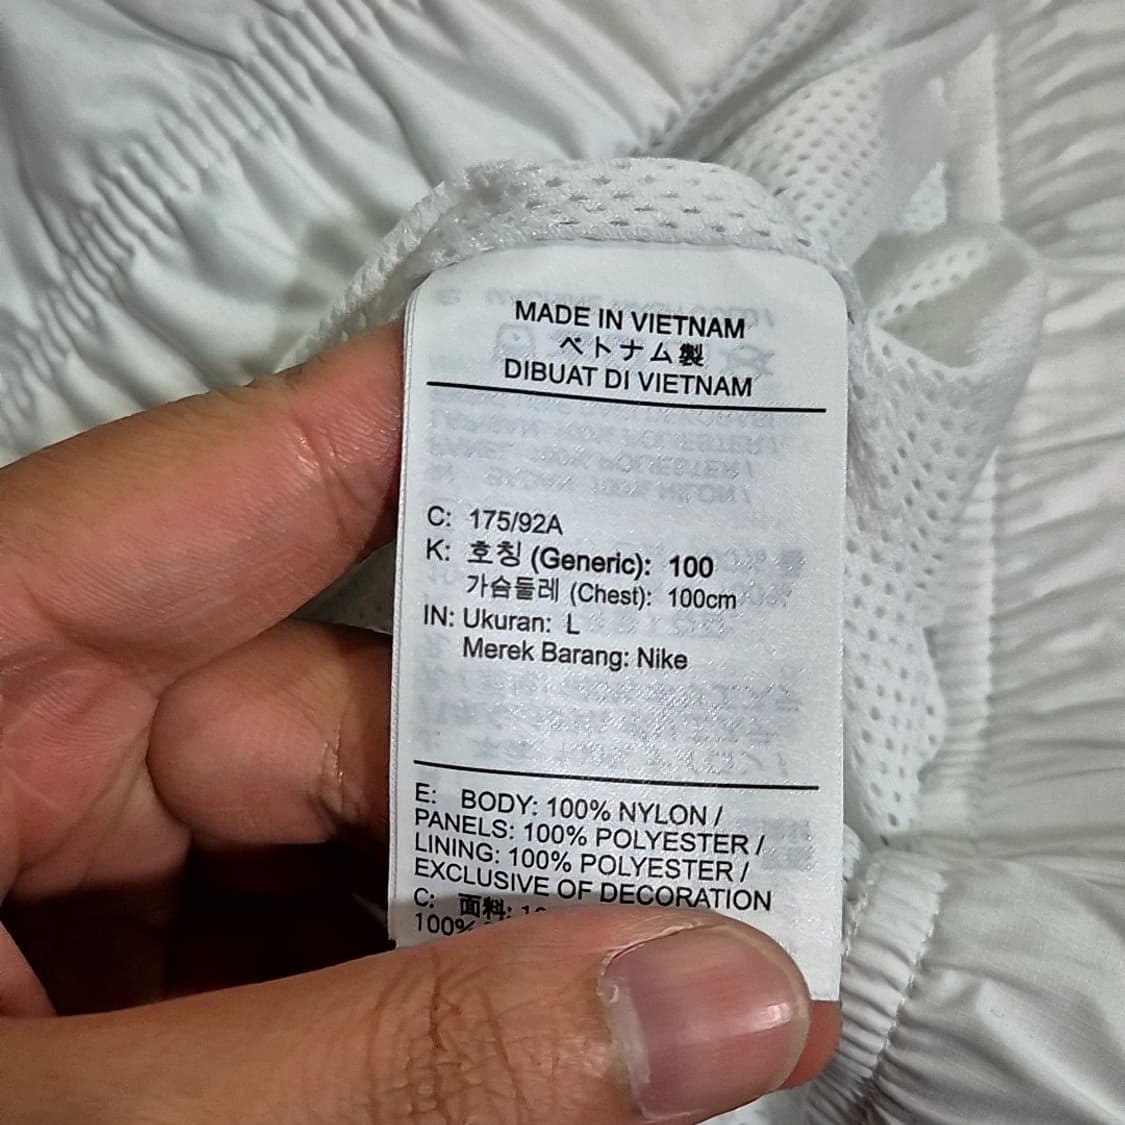 MADE IN VIETNAM
ベトナム製
DIBUAT DI VIETNAM
C: 175/92A
K: 호칭 (Generic): 100
가슴둘레 (Chest): 100cm
IN: Ukuran: L
Merek Barang: Nike
E: BODY: 100% NYLON /
PANELS: 100% POLYESTER /
LINING: 100% POLYESTER /
EXCLUSIVE OF DECORATION
C: 面料:
100%